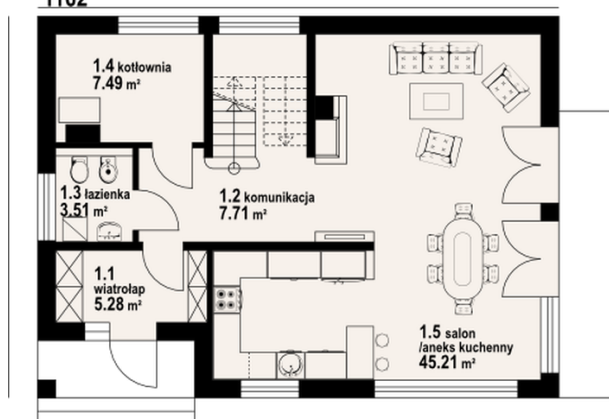 1102
1.4 kotłownia
7.49 m²
1.3 łazienka
3.51 m²
1.2 komunikacja
7.71 m²
1.1
wiatrołap
5.28 m²
1.5 salon
/aneks kuchenny
45.21 m²